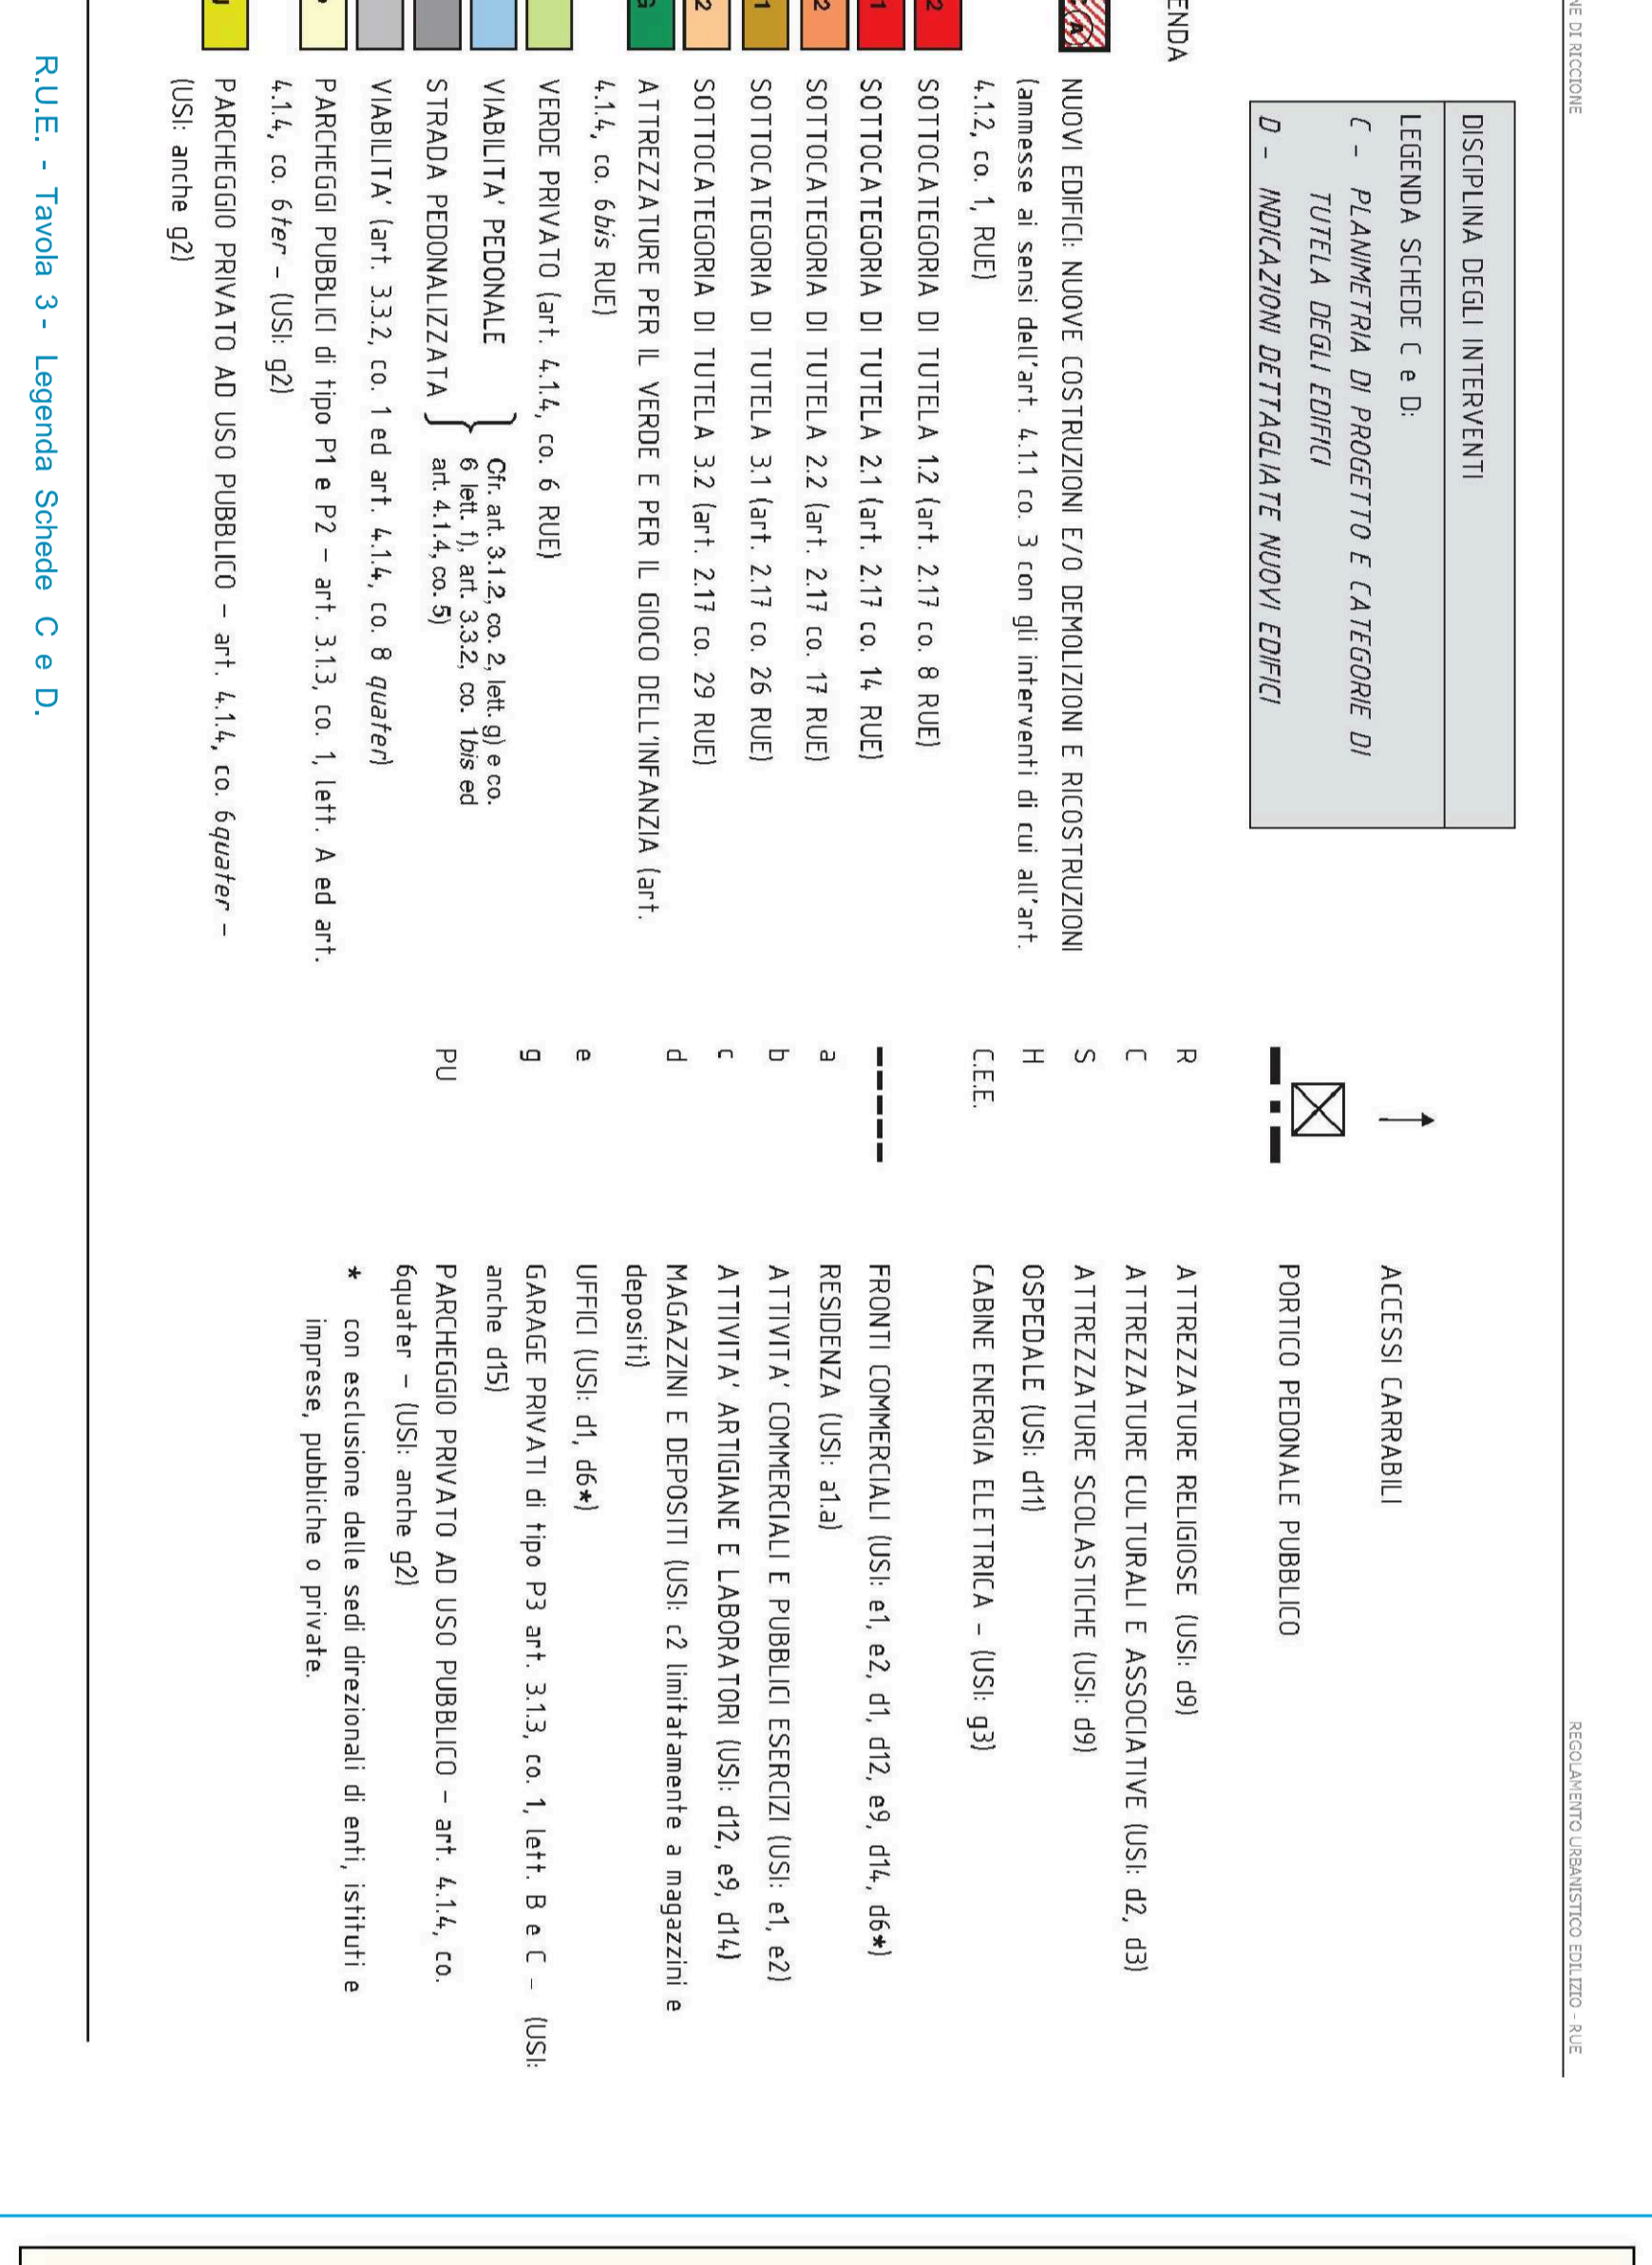 NE DI RICCIONE
REGOLAMENTO URBANISTICO EDILIZIO - RUE
DISCIPLINA DEGLI INTERVENTI
LEGENDA SCHEDE C e D:
C - PLANIMETRIA DI PROGETTO E CATEGORIE DI
TUTELA DEGLI EDIFICI
D - INDICAZIONI DETTAGLIATE NUOVI EDIFICI
ENDA
A
NUOVI EDIFICI: NUOVE COSTRUZIONI E/O DEMOLIZIONI E RICOSTRUZIONI
(ammesse ai sensi dell'art. 4.1.1 co. 3 con gli interventi di cui all'art.
4.1.2, co. 1, RUE)
2 SOTTOCATEGORIA DI TUTELA 1.2 (art. 2.17 co. 8 RUE)
1 SOTTOCATEGORIA DI TUTELA 2.1 (art. 2.17 co. 14 RUE)
2 SOTTOCATEGORIA DI TUTELA 2.2 (art. 2.17 co. 17 RUE)
1 SOTTOCATEGORIA DI TUTELA 3.1 (art. 2.17 co. 26 RUE)
2 SOTTOCATEGORIA DI TUTELA 3.2 (art. 2.17 co. 29 RUE)
G ATTREZZATURE PER IL VERDE E PER IL GIOCO DELL'INFANZIA (art.
4.1.4, co. 6bis RUE)
VERDE PRIVATO (art. 4.1.4, co. 6 RUE)
VIABILITA' PEDONALE
STRADA PEDONALIZZATA
Cfr. art. 3.1.2, co. 2, lett. g) e co.
6 lett. f), art. 3.3.2, co. 1bis ed
art. 4.1.4, co. 5)
VIABILITA' (art. 3.3.2, co. 1 ed art. 4.1.4, co. 8 quater)
PARCHEGGI PUBBLICI di tipo P1 e P2 - art. 3.1.3, co. 1, lett. A ed art.
4.1.4, co. 6ter - (USI: g2)
PARCHEGGIO PRIVATO AD USO PUBBLICO - art. 4.1.4, co. 6quater -
(USI: anche g2)
ACCESSI CARRABILI
PORTICO PEDONALE PUBBLICO
R ATTREZZATURE RELIGIOSE (USI: d9)
C ATTREZZATURE CULTURALI E ASSOCIATIVE (USI: d2, d3)
S ATTREZZATURE SCOLASTICHE (USI: d9)
H OSPEDALE (USI: d11)
C.E.E. CABINE ENERGIA ELETTRICA - (USI: g3)
FRONTI COMMERCIALI (USI: e1, e2, d1, d12, e9, d14, d6*)
a RESIDENZA (USI: a1.a)
b ATTIVITA' COMMERCIALI E PUBBLICI ESERCIZI (USI: e1, e2)
c ATTIVITA' ARTIGIANE E LABORATORI (USI: d12, e9, d14)
d MAGAZZINI E DEPOSITI (USI: c2 limitatamente a magazzini e
depositi)
e UFFICI (USI: d1, d6*)
g GARAGE PRIVATI di tipo P3 art. 3.1.3, co. 1, lett. B e C - (USI:
anche d15)
PU PARCHEGGIO PRIVATO AD USO PUBBLICO - art. 4.1.4, co.
6quater - (USI: anche g2)
* con esclusione delle sedi direzionali di enti, istituti e
imprese, pubbliche o private.
R.U.E. - Tavola 3 - Legenda Schede C e D.